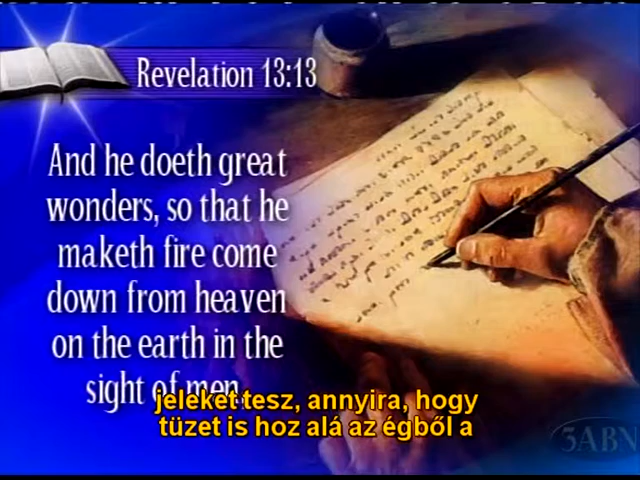 Revelation 13:13
And he doeth great
wonders, so that he
maketh fire come
down from heaven
on the earth in the
sight of men.
jeleket tesz, annyira, hogy
tüzet is hoz alá az égből a
3ABN